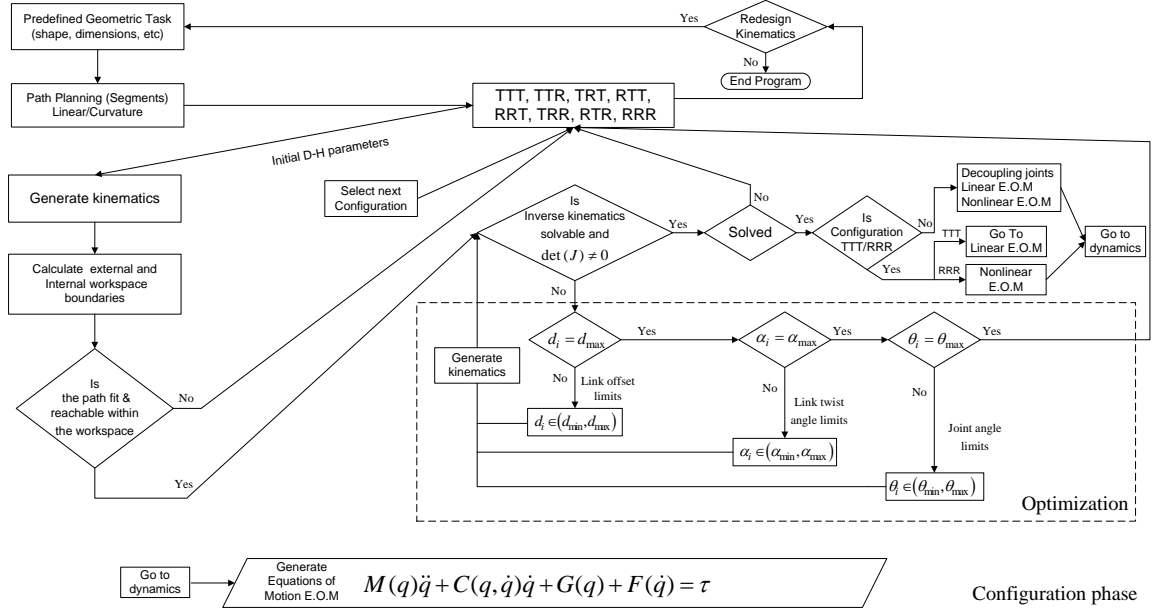 Predefined Geometric Task
(shape, dimensions, etc)
Yes
Redesign
Kinematics
No
End Program
Path Planning (Segments)
Linear/Curvature
TTT, TTR, TRT, RTT,
RRT, TRR, RTR, RRR
Initial D-H parameters
Generate kinematics
Select next
Configuration
Calculate external and
Internal workspace
boundaries
Is
the path fit &
reachable within
the workspace
No
Yes
Is
Inverse kinematics
solvable and
det(J) ≠ 0
Yes
No
No
Solved
Yes
Is
Configuration
TTT/RRR
No
Yes
Decoupling joints
Linear E.O.M
Nonlinear E.O.M
TTT
Go To
Linear E.O.M
RRR
Nonlinear
E.O.M
Go to
dynamics
Generate
kinematics
d_i = d_max
Yes
No
Link offset
limits
d_i ∈ (d_min, d_max)
α_i = α_max
Yes
No
Link twist
angle limits
α_i ∈ (α_min, α_max)
θ_i = θ_max
Yes
No
Joint angle
limits
θ_i ∈ (θ_min, θ_max)
Optimization
Go to
dynamics
Generate
Equations of
Motion E.O.M
M(q)q̈ + C(q, q̇)q̇ + G(q) + F(q̇) = τ
Configuration phase